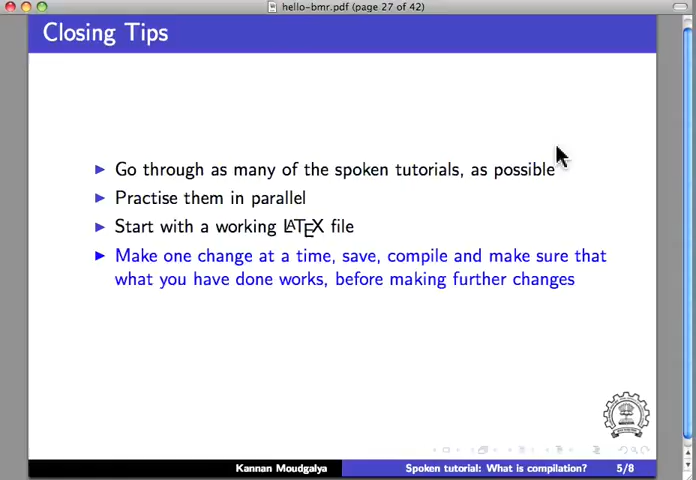 hello-bmr.pdf (page 27 of 42)
Closing Tips
Go through as many of the spoken tutorials, as possible
Practise them in parallel
Start with a working LATEX file
Make one change at a time, save, compile and make sure that
what you have done works, before making further changes
Kannan Moudgalya
Spoken tutorial: What is compilation?
5/8